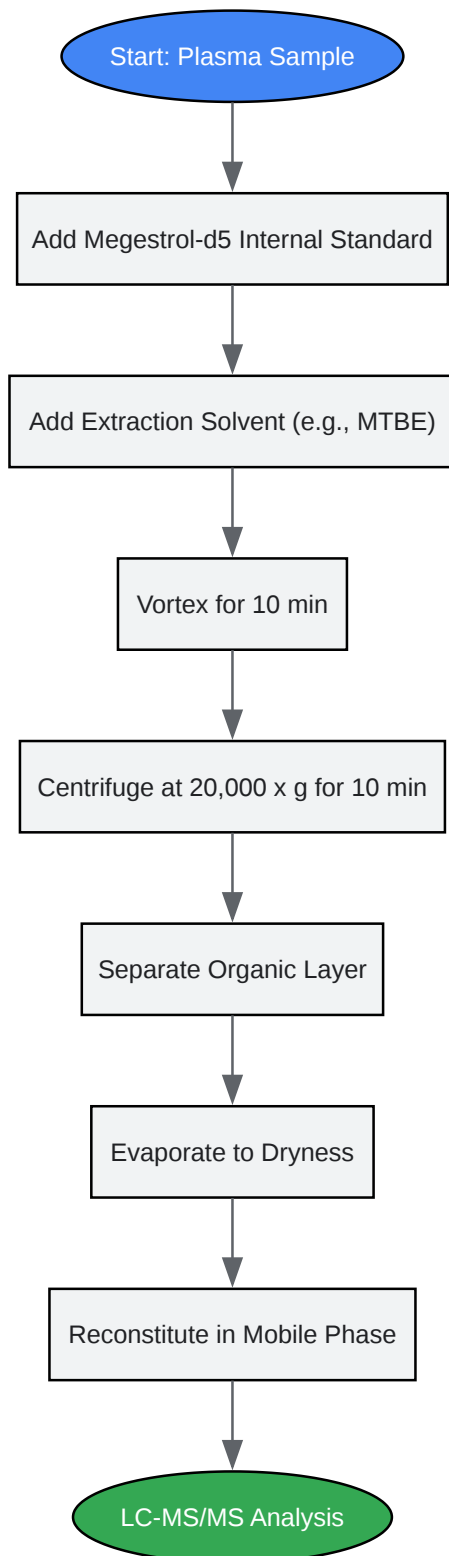 Start: Plasma Sample
Add Megestrol-d5 Internal Standard
Add Extraction Solvent (e.g., MTBE)
Vortex for 10 min
Centrifuge at 20,000 x g for 10 min
Separate Organic Layer
Evaporate to Dryness
Reconstitute in Mobile Phase
LC-MS/MS Analysis